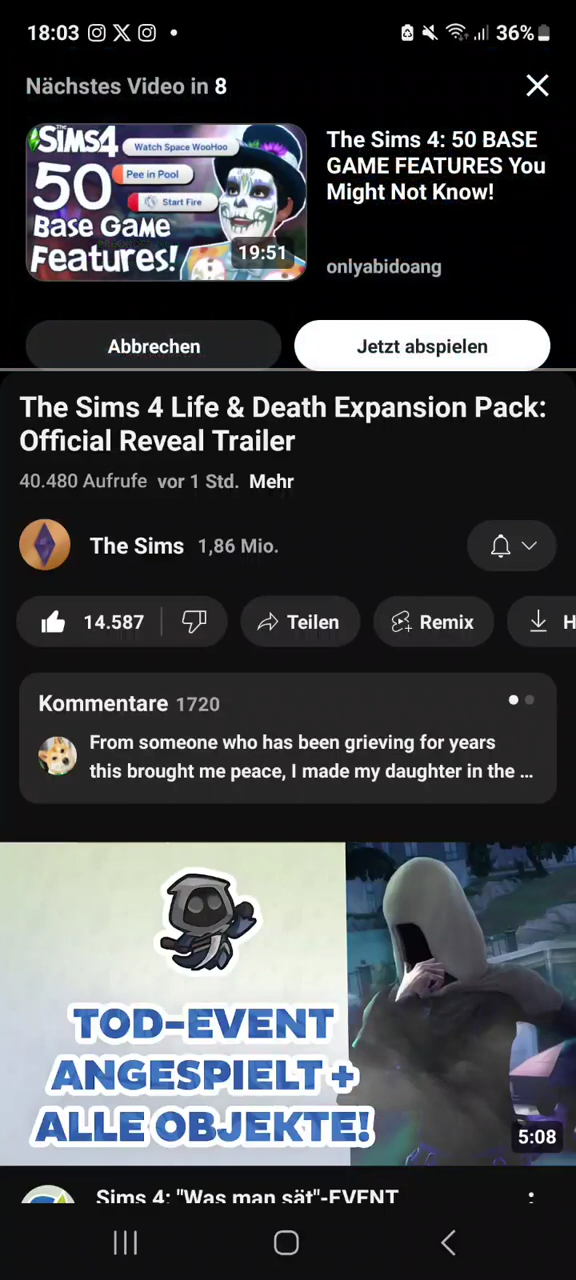 18:03
36%
Nächstes Video in 8
The
SiMS4
Watch Space WooHoo
50
Pee in Pool
Start Fire
Base Game
Features!
19:51
The Sims 4: 50 BASE
GAME FEATURES You
Might Not Know!
onlyabidoang
Abbrechen
Jetzt abspielen
The Sims 4 Life & Death Expansion Pack:
Official Reveal Trailer
40.480 Aufrufe vor 1 Std. Mehr
The Sims 1,86 Mio.
14.587
Teilen
Remix
H
Kommentare 1720
From someone who has been grieving for years
this brought me peace, I made my daughter in the ...
TOD-EVENT
ANGESPIELT +
ALLE OBJEKTE!
5:08
Sims 4: "Was man sät"-EVENT